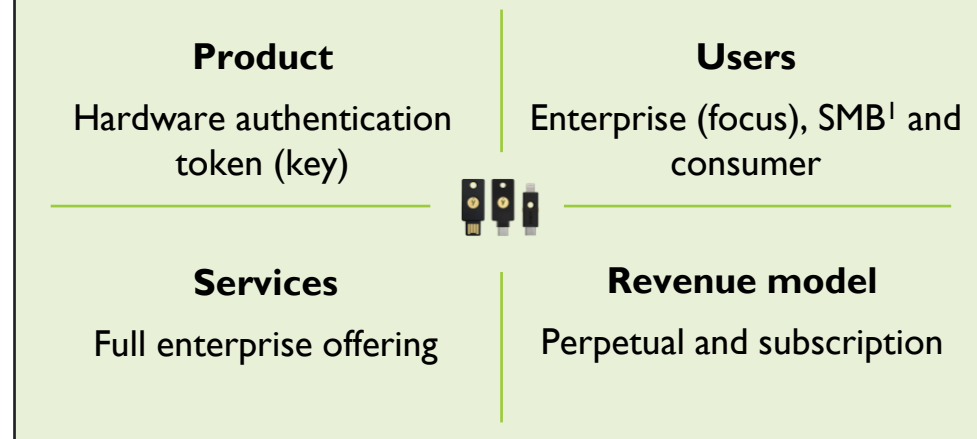 Product
Hardware authentication
token (key)
Users
Enterprise (focus), SMB¹ and
consumer
Services
Full enterprise offering
Revenue model
Perpetual and subscription